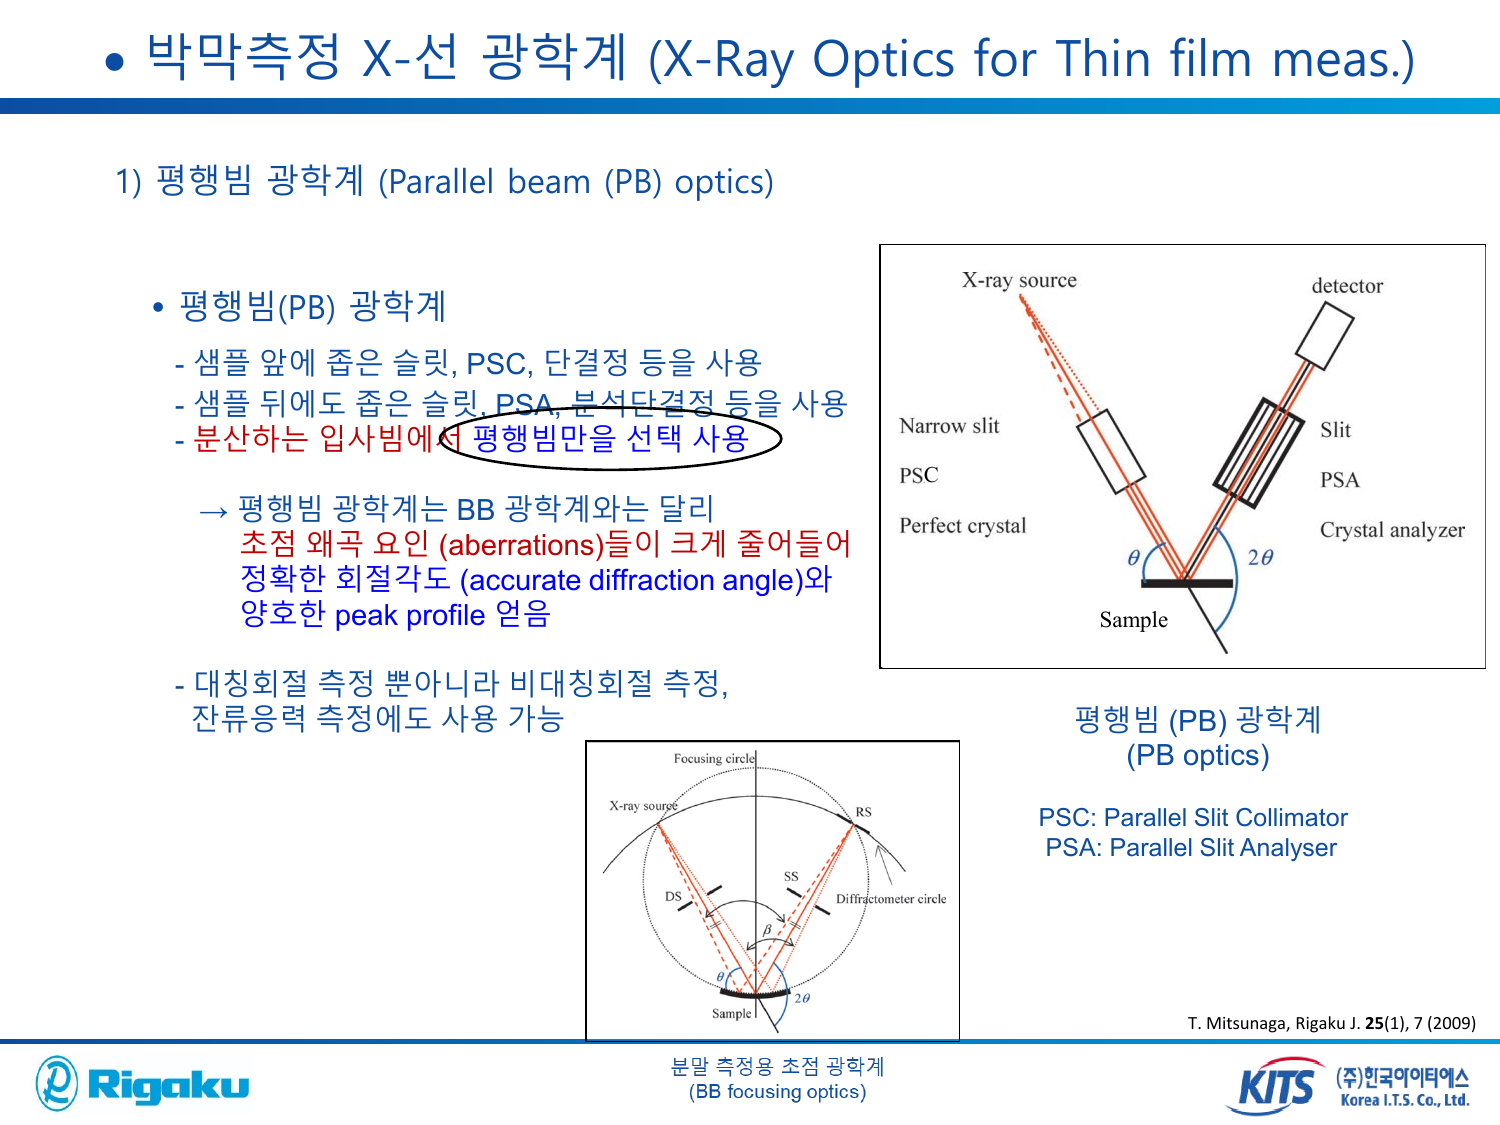 • 박막측정 X-선 광학계 (X-Ray Optics for Thin film meas.)
1) 평행빔 광학계 (Parallel beam (PB) optics)
• 평행빔(PB) 광학계
- 샘플 앞에 좁은 슬릿, PSC, 단결정 등을 사용
- 샘플 뒤에도 좁은 슬릿, PSA, 분석단결정 등을 사용
- 분산하는 입사빔에서 평행빔만을 선택 사용
→ 평행빔 광학계는 BB 광학계와는 달리
초점 왜곡 요인 (aberrations)들이 크게 줄어들어
정확한 회절각도 (accurate diffraction angle)와
양호한 peak profile 얻음
- 대칭회절 측정 뿐아니라 비대칭회절 측정,
잔류응력 측정에도 사용 가능
X-ray source
detector
Narrow slit
PSC
Perfect crystal
Slit
PSA
Crystal analyzer
θ
2θ
Sample
평행빔 (PB) 광학계
(PB optics)
PSC: Parallel Slit Collimator
PSA: Parallel Slit Analyser
Focusing circle
X-ray source
RS
SS
DS
Diffractometer circle
β
θ
2θ
Sample
분말 측정용 초점 광학계
(BB focusing optics)
T. Mitsunaga, Rigaku J. 25(1), 7 (2009)
Rigaku
KITS
(주)한국아이티에스
Korea I.T.S. Co., Ltd.